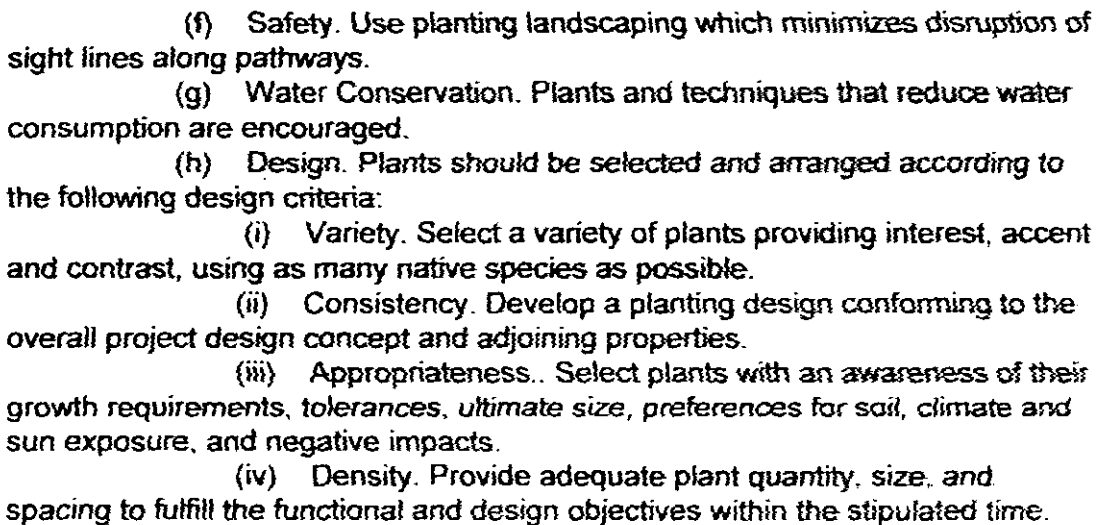 (f) Safety. Use planting landscaping which minimizes disruption of
sight lines along pathways.
(g) Water Conservation. Plants and techniques that reduce water
consumption are encouraged.
(h) Design. Plants should be selected and arranged according to
the following design criteria:
(i) Variety. Select a variety of plants providing interest, accent
and contrast, using as many native species as possible.
(ii) Consistency. Develop a planting design conforming to the
overall project design concept and adjoining properties.
(iii) Appropriateness.. Select plants with an awareness of their
growth requirements, tolerances, ultimate size, preferences for soil, climate and
sun exposure, and negative impacts.
(iv) Density. Provide adequate plant quantity, size, and
spacing to fulfill the functional and design objectives within the stipulated time.